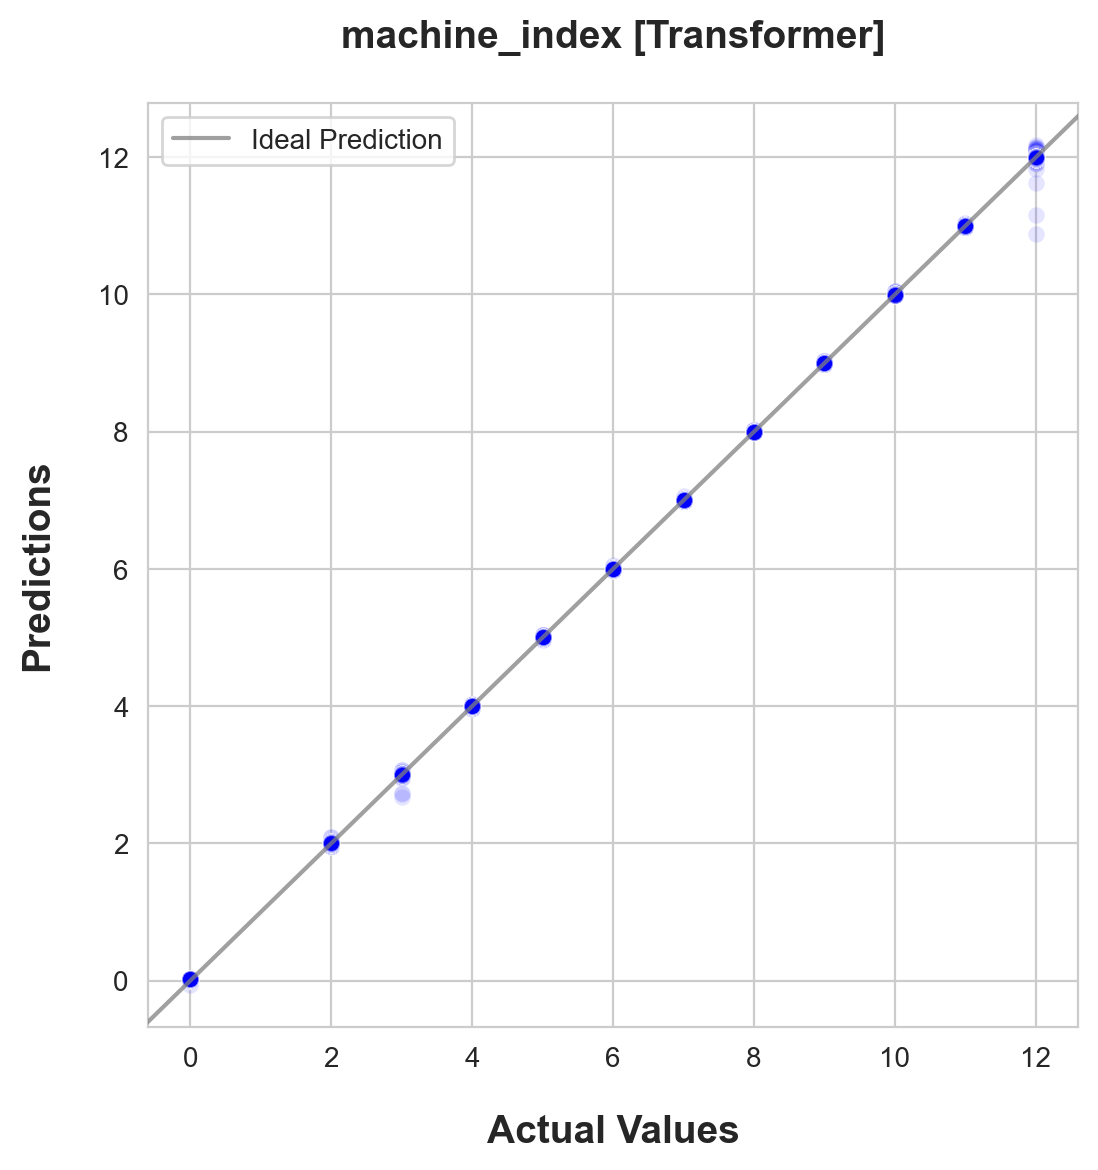 machine_index [Transformer]
Ideal Prediction
12
10
8
6
4
2
0
Predictions
0 2 4 6 8 10 12
Actual Values